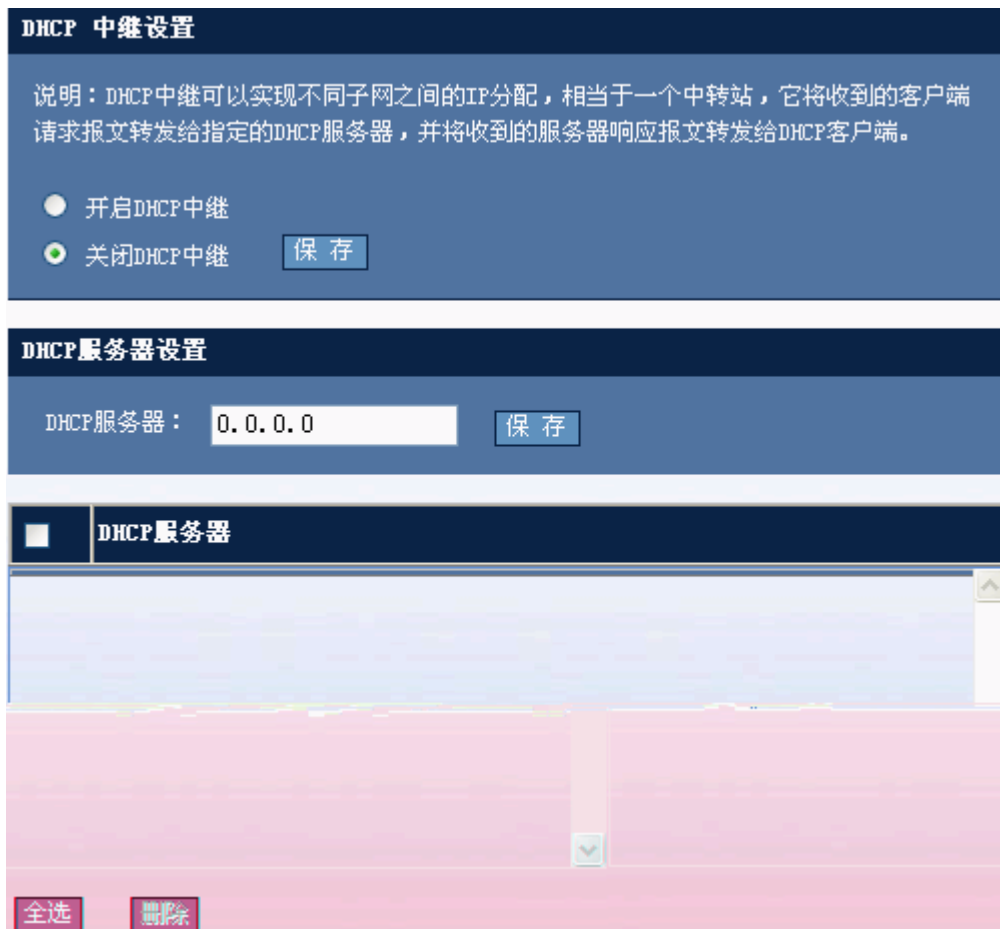 DHCP 中继设置
说明：DHCP中继可以实现不同子网之间的IP分配，相当于一个中转站，它将收到的客户端
请求报文转发给指定的DHCP服务器，并将收到的服务器响应报文转发给DHCP客户端。
开启DHCP中继
关闭DHCP中继 保 存
DHCP服务器设置
DHCP服务器： 0.0.0.0 保 存
DHCP服务器
全选 删除